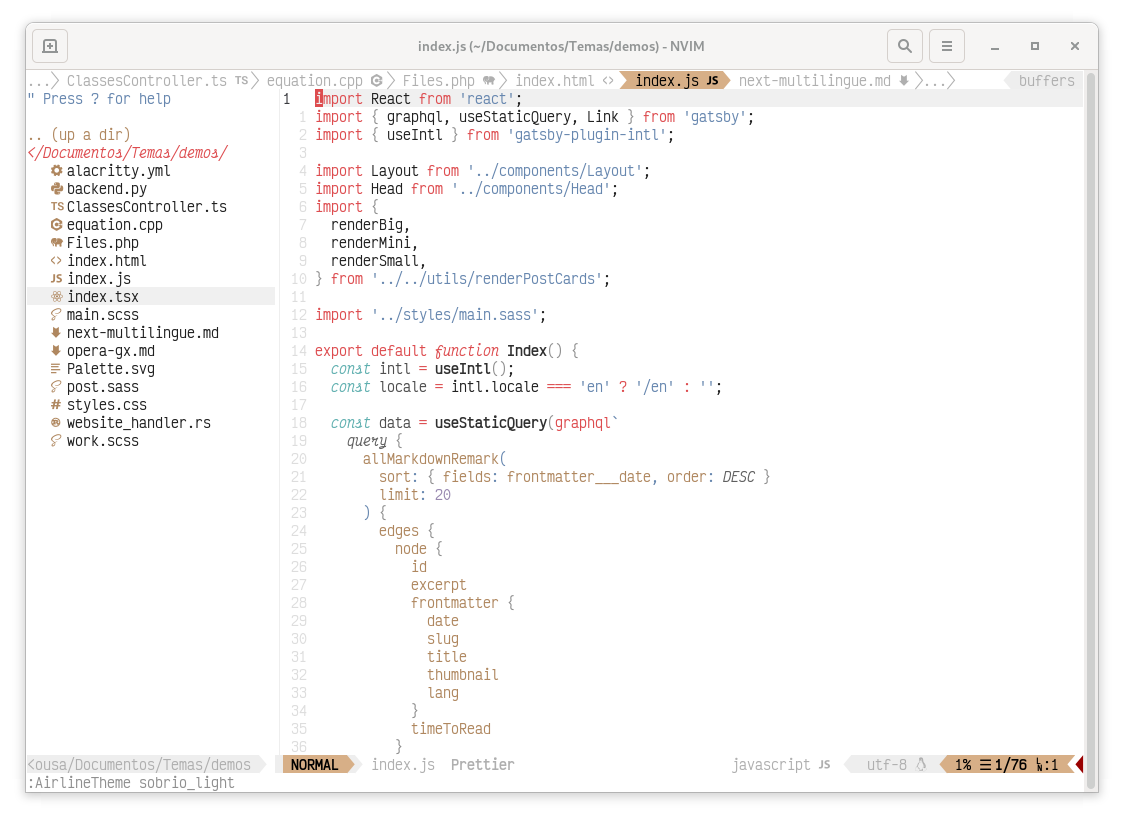 index.js (~/Documentos/Temas/demos) - NVIM
... ClassesController.ts TS equation.cpp Files.php index.html <> index.js JS next-multilingue.md ... buffers
" Press ? for help
.. (up a dir)
</Documentos/Temas/demos/
alacritty.yml
backend.py
TS ClassesController.ts
equation.cpp
Files.php
<> index.html
JS index.js
index.tsx
main.scss
next-multilingue.md
opera-gx.md
Palette.svg
post.sass
# styles.css
website_handler.rs
work.scss
1 import React from 'react';
1 import { graphql, useStaticQuery, Link } from 'gatsby';
2 import { useIntl } from 'gatsby-plugin-intl';
3
4 import Layout from '../components/Layout';
5 import Head from '../components/Head';
6 import {
7 renderBig,
8 renderMini,
9 renderSmall,
10 } from '../../utils/renderPostCards';
11
12 import '../styles/main.sass';
13
14 export default function Index() {
15 const intl = useIntl();
16 const locale = intl.locale === 'en' ? '/en' : '';
17
18 const data = useStaticQuery(graphql`
19 query {
20 allMarkdownRemark(
21 sort: { fields: frontmatter___date, order: DESC }
22 limit: 20
23 ) {
24 edges {
25 node {
26 id
27 excerpt
28 frontmatter {
29 date
30 slug
31 title
32 thumbnail
33 lang
34 }
35 timeToRead
36 }
<ousa/Documentos/Temas/demos NORMAL index.js Prettier javascript JS utf-8 1% ☰ 1/76 :1
:AirlineTheme sobrio_light